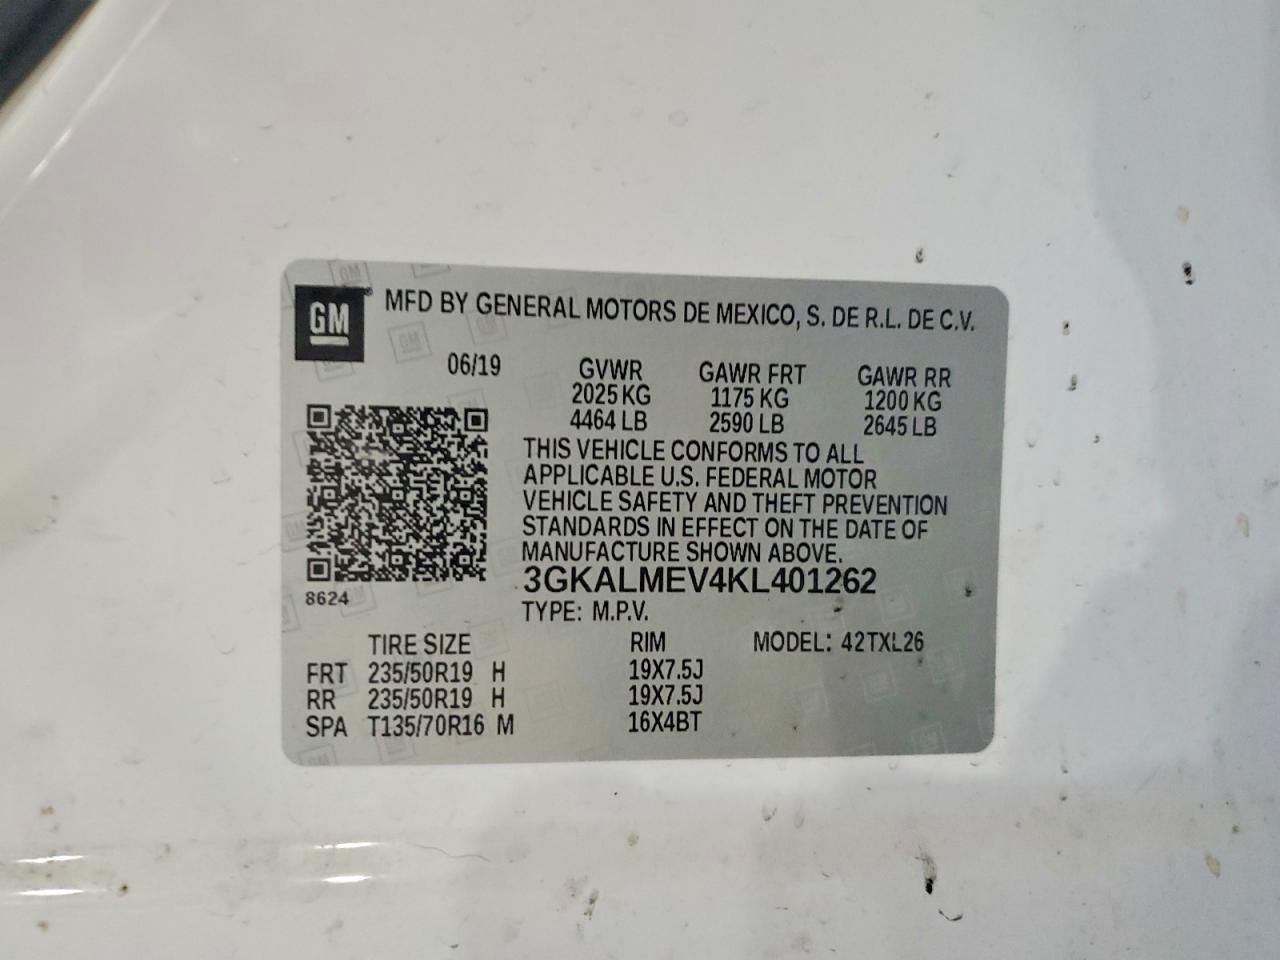 GM
MFD BY GENERAL MOTORS DE MEXICO, S. DE R.L. DE C.V.
06/19 GVWR GAWR FRT GAWR RR
2025 KG 1175 KG 1200 KG
4464 LB 2590 LB 2645 LB
THIS VEHICLE CONFORMS TO ALL
APPLICABLE U.S. FEDERAL MOTOR
VEHICLE SAFETY AND THEFT PREVENTION
STANDARDS IN EFFECT ON THE DATE OF
MANUFACTURE SHOWN ABOVE.
3GKALMEV4KL401262
8624
TYPE: M.P.V.
TIRE SIZE RIM MODEL: 42TXL26
FRT 235/50R19 H 19X7.5J
RR 235/50R19 H 19X7.5J
SPA T135/70R16 M 16X4BT